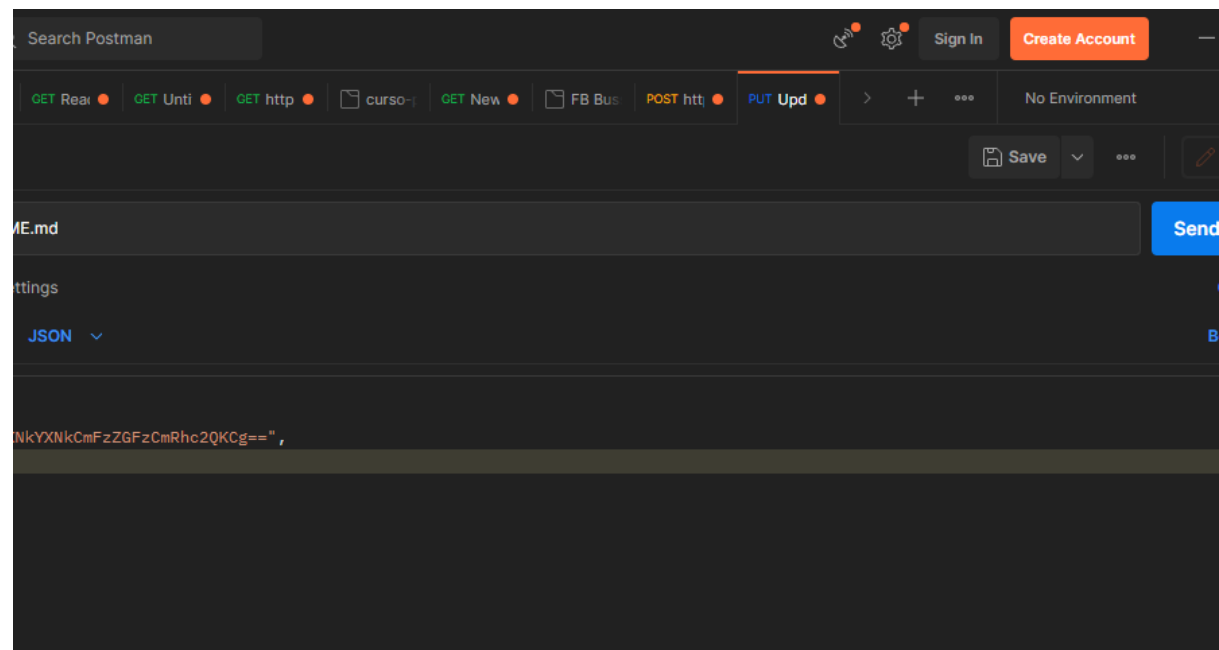 Search Postman
Sign In
Create Account
GET Read
GET Unti
GET http
curso-p
GET New
FB Bus
POST htt
PUT Upd
No Environment
Save
ME.md
Send
ttings
JSON
B
NkYXNkCmFzZGFzCmRhc2QKCg==",